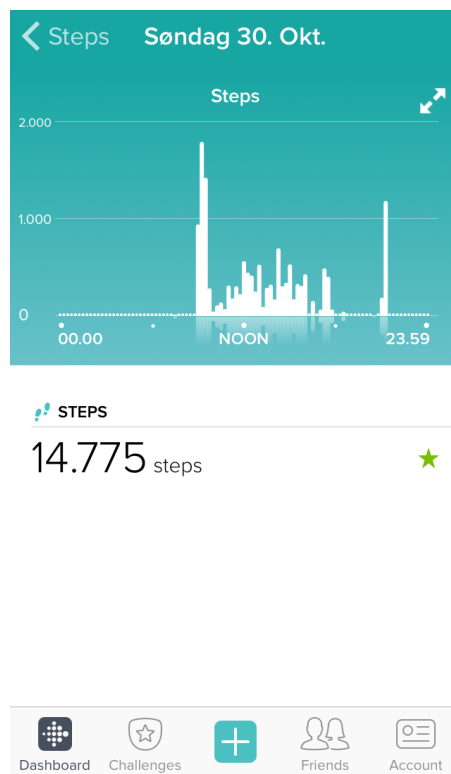 Steps Søndag 30. Okt.
Steps
2.000
1.000
0
00.00 NOON 23.59
STEPS
14.775 steps
Dashboard Challenges Friends Account